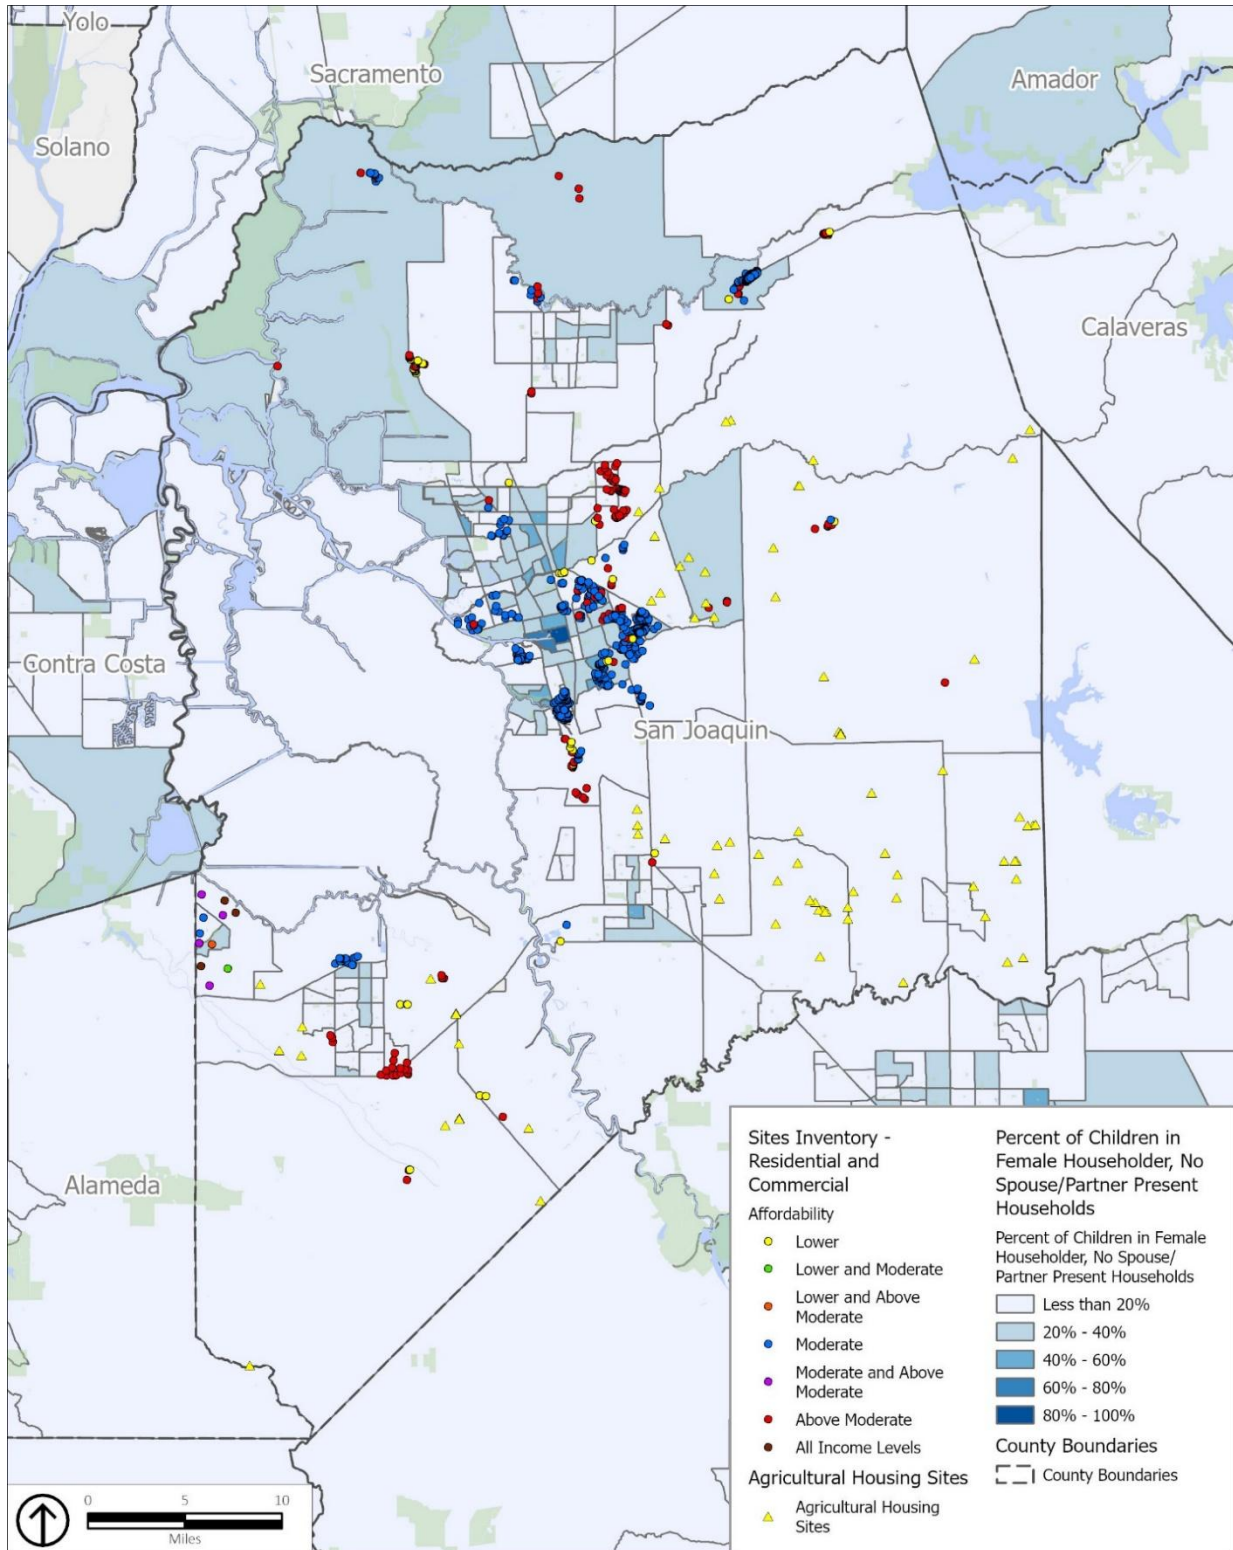 Yolo
Sacramento
Amador
Solano
Calaveras
Contra Costa
San Joaquin
Alameda
Sites Inventory -
Residential and
Commercial
Affordability
Lower
Lower and Moderate
Lower and Above
Moderate
Moderate
Moderate and Above
Moderate
Above Moderate
All Income Levels
Agricultural Housing Sites
Agricultural Housing
Sites
Percent of Children in
Female Householder, No
Spouse/Partner Present
Households
Percent of Children in Female
Householder, No Spouse/
Partner Present Households
Less than 20%
20% - 40%
40% - 60%
60% - 80%
80% - 100%
County Boundaries
County Boundaries
0 5 10
Miles